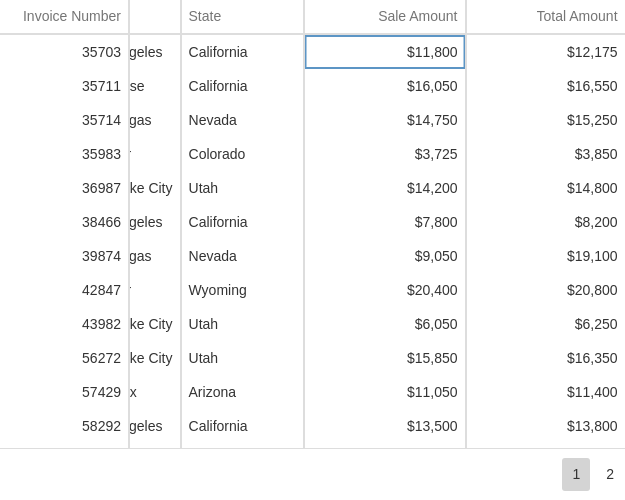 Invoice Number State Sale Amount Total Amount
35703 geles California $11,800 $12,175
35711 se California $16,050 $16,550
35714 gas Nevada $14,750 $15,250
35983 Colorado $3,725 $3,850
36987 ke City Utah $14,200 $14,800
38466 geles California $7,800 $8,200
39874 gas Nevada $9,050 $19,100
42847 Wyoming $20,400 $20,800
43982 ke City Utah $6,050 $6,250
56272 ke City Utah $15,850 $16,350
57429 x Arizona $11,050 $11,400
58292 geles California $13,500 $13,800
1 2